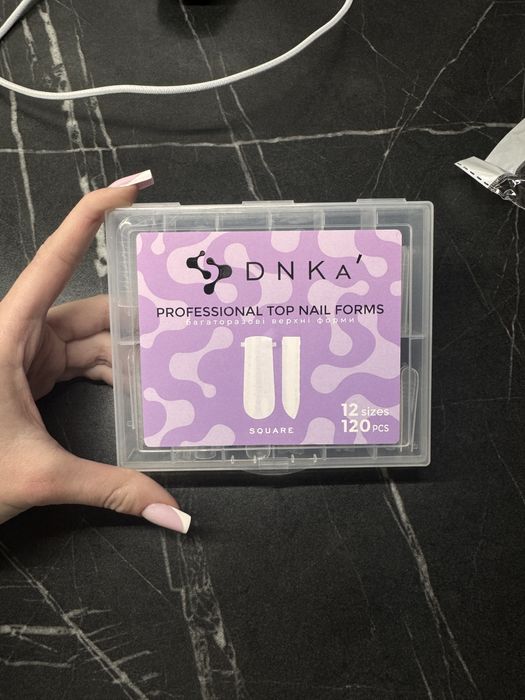 DNKa'
PROFESSIONAL TOP NAIL FORMS
багаторазові верхні форми
SQUARE
12 sizes
120 PCS